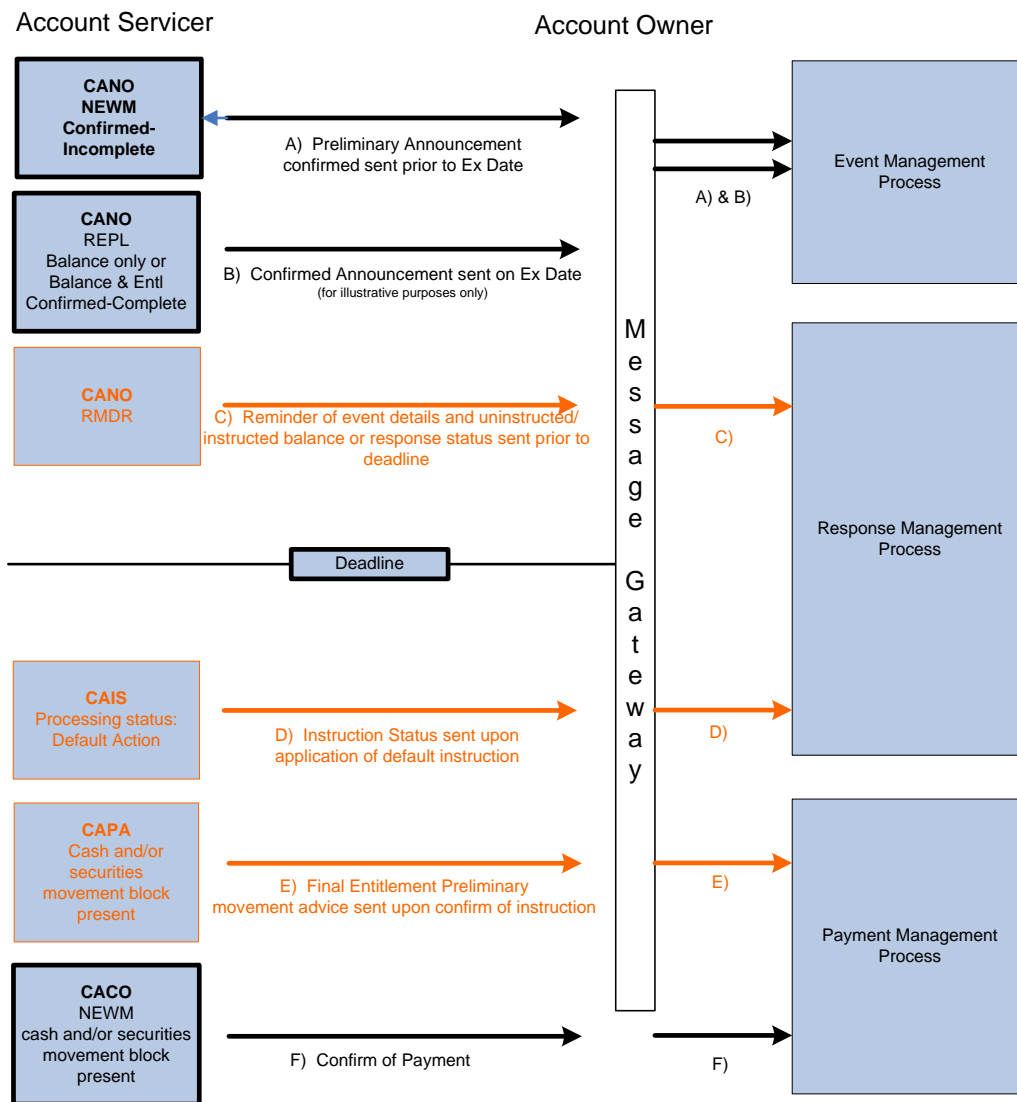 Account Servicer
Account Owner
CANO
NEWM
Confirmed-
Incomplete
A) Preliminary Announcement
confirmed sent prior to Ex Date
A) & B)
Event Management
Process
CANO
REPL
Balance only or
Balance & Entl
Confirmed-Complete
B) Confirmed Announcement sent on Ex Date
(for illustrative purposes only)
Message Gateway
CANO
RMDR
C) Reminder of event details and uninstructed/
instructed balance or response status sent prior to
deadline
C)
Response Management
Process
Deadline
CAIS
Processing status:
Default Action
D) Instruction Status sent upon
application of default instruction
D)
CAPA
Cash and/or
securities
movement block
present
E) Final Entitlement Preliminary
movement advice sent upon confirm of instruction
E)
Payment Management
Process
CACO
NEWM
cash and/or securities
movement block
present
F) Confirm of Payment
F)